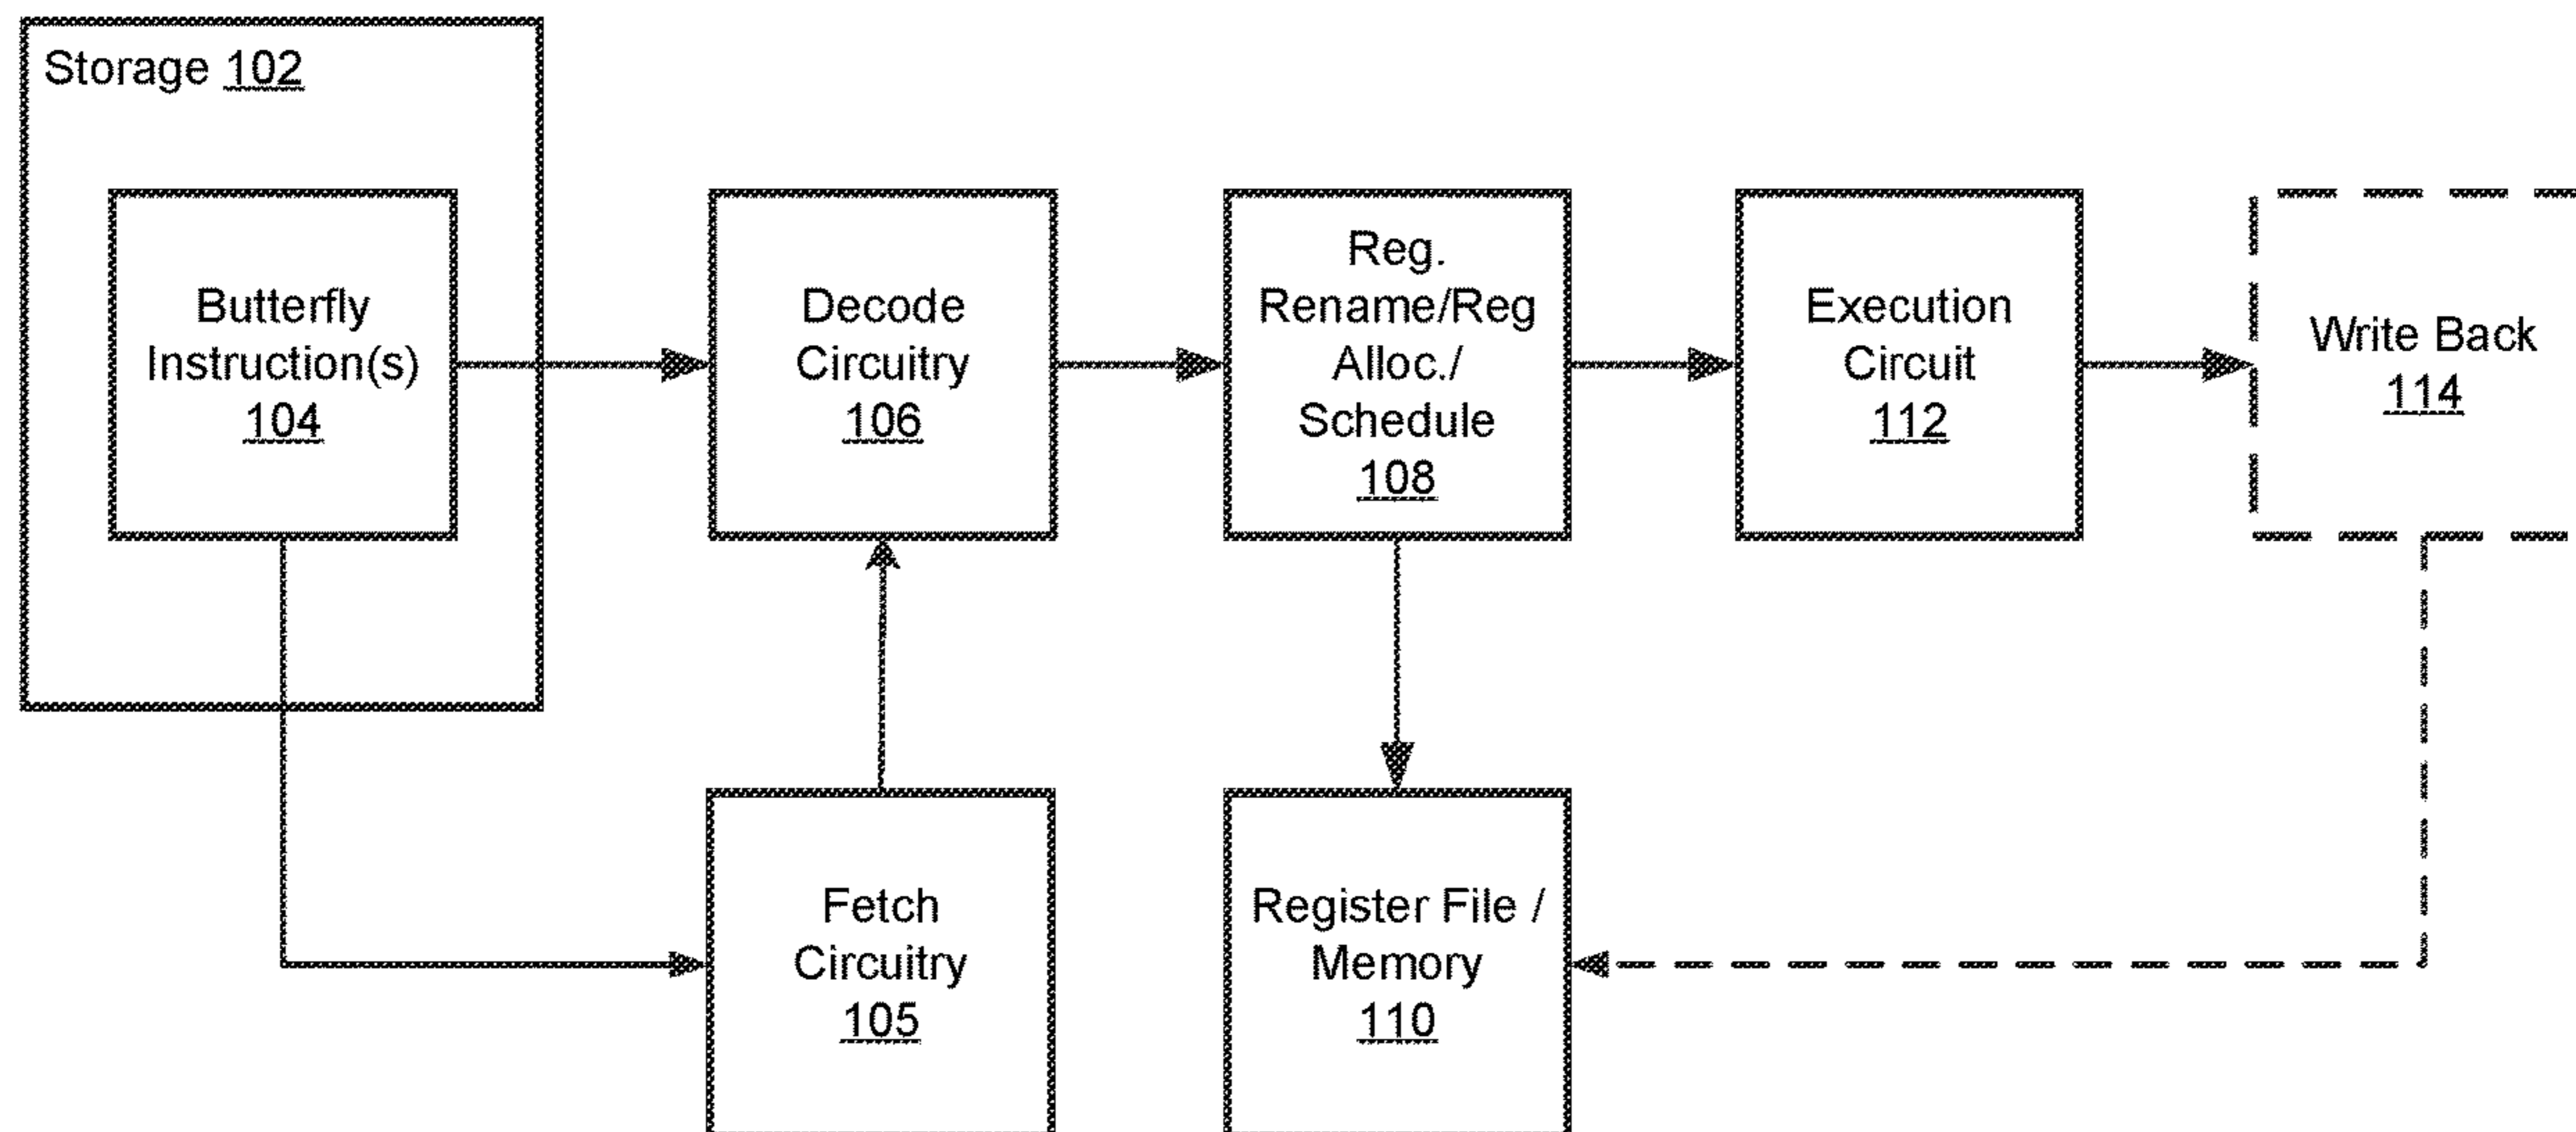 Storage 102
Butterfly
Instruction(s)
104
Decode
Circuitry
106
Reg.
Rename/Reg
Alloc./
Schedule
108
Execution
Circuit
112
Write Back
114
Fetch
Circuitry
105
Register File /
Memory
110